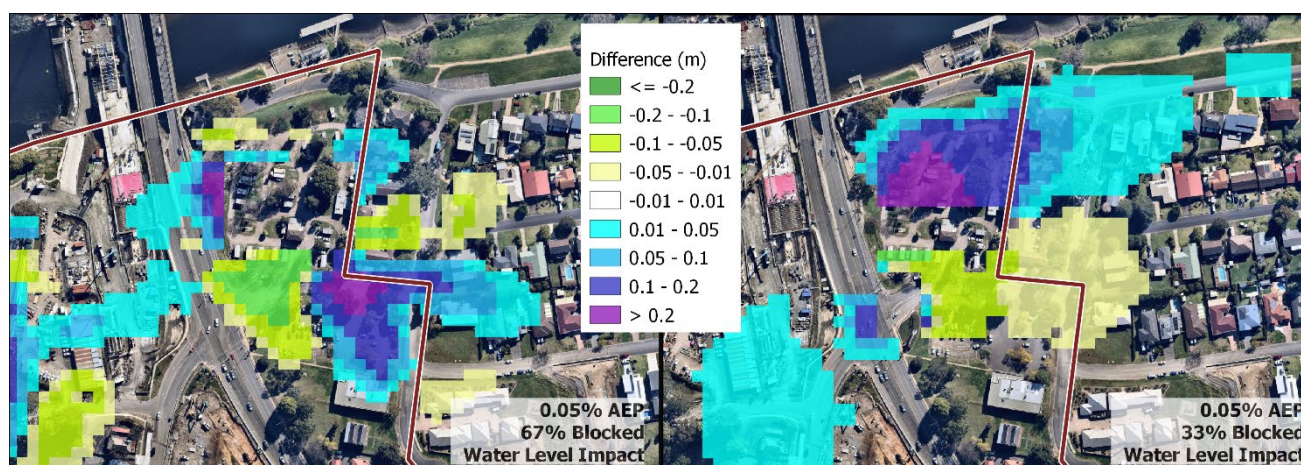 Difference (m)
<= -0.2
-0.2 - -0.1
-0.1 - -0.05
-0.05 - -0.01
-0.01 - 0.01
0.01 - 0.05
0.05 - 0.1
0.1 - 0.2
> 0.2
0.05% AEP
67% Blocked
Water Level Impact
0.05% AEP
33% Blocked
Water Level Impact